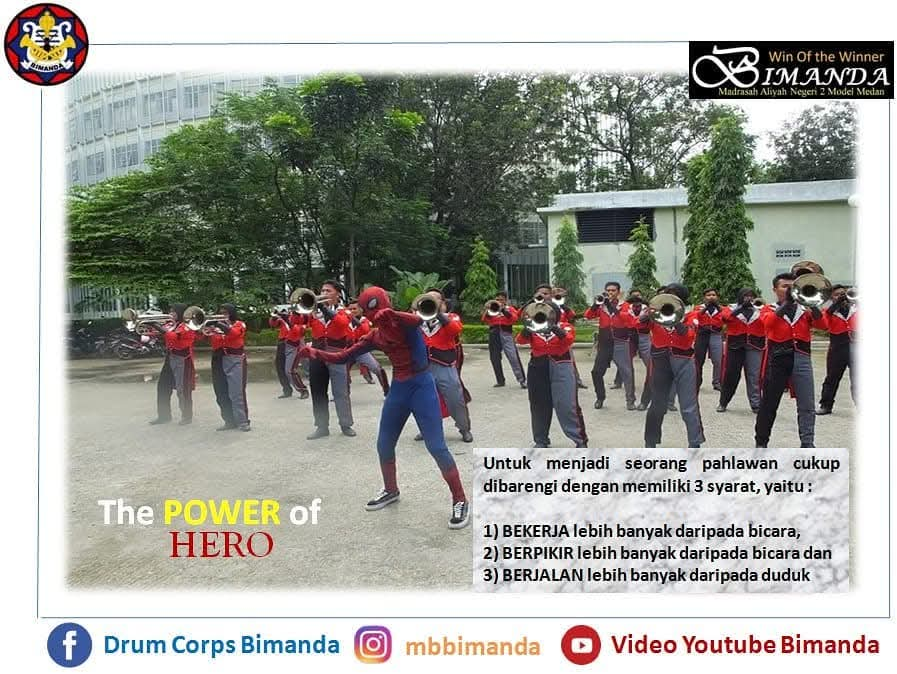 BIMANDA
Win Of the Winner
BIMANDA
Madrasah Aliyah Negeri 2 Model Medan
Untuk menjadi seorang pahlawan cukup
dibarengi dengan memiliki 3 syarat, yaitu :
1) BEKERJA lebih banyak daripada bicara,
2) BERPIKIR lebih banyak daripada bicara dan
3) BERJALAN lebih banyak daripada duduk
The POWER of
HERO
Drum Corps Bimanda
mbbimanda
Video Youtube Bimanda